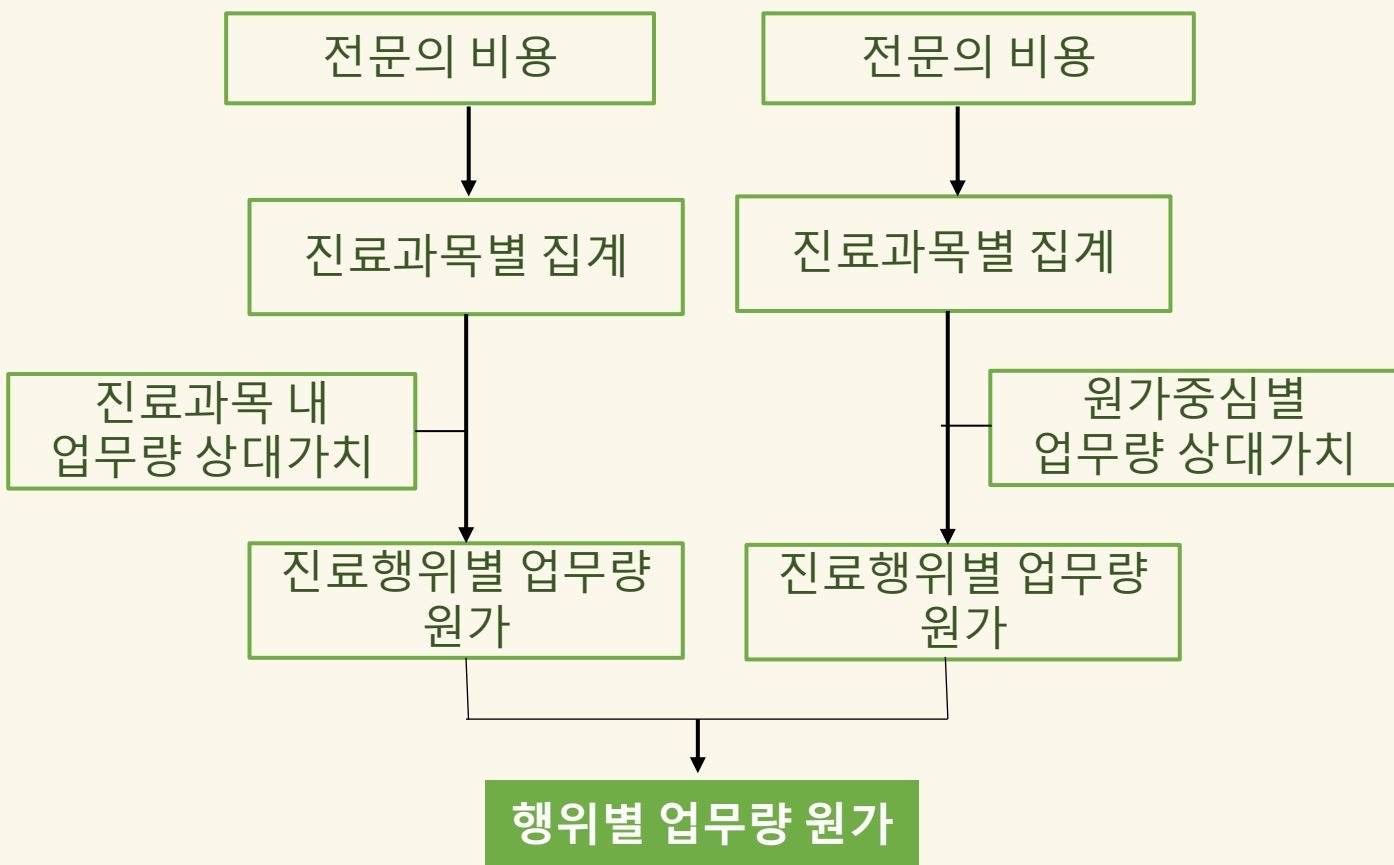 전문의 비용
전문의 비용
진료과목별 집계
진료과목별 집계
진료과목 내
업무량 상대가치
원가중심별
업무량 상대가치
진료행위별 업무량
원가
진료행위별 업무량
원가
행위별 업무량 원가